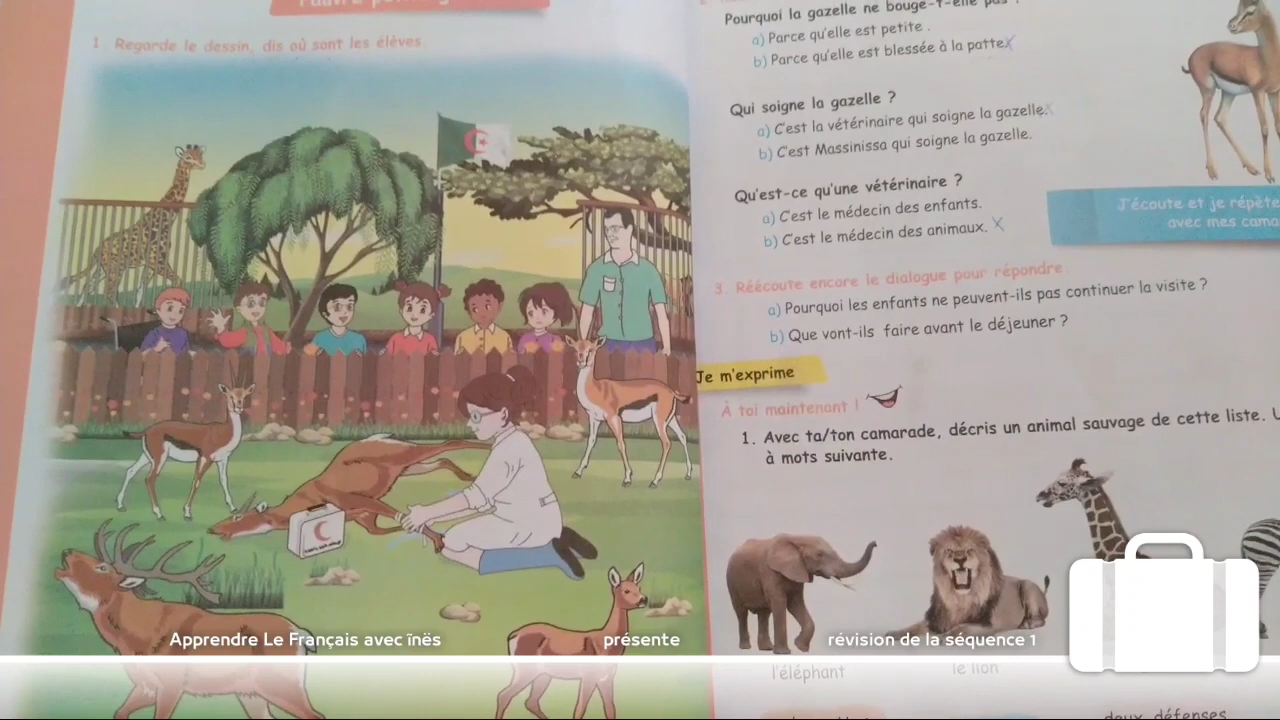 1. Regarde le dessin, dis où sont les élèves.
Pourquoi la gazelle ne bouge-t-elle pas ?
a) Parce qu'elle est petite .
b) Parce qu'elle est blessée à la patte.
Qui soigne la gazelle ?
a) C'est la vétérinaire qui soigne la gazelle.
b) C'est Massinissa qui soigne la gazelle.
Qu'est-ce qu'une vétérinaire ?
a) C'est le médecin des enfants.
b) C'est le médecin des animaux.
J'écoute et je répète
avec mes
3. Réécoute encore le dialogue pour répondre :
a) Pourquoi les enfants ne peuvent-ils pas continuer la visite ?
b) Que vont-ils faire avant le déjeuner ?
Je m'exprime
À toi maintenant !
1. Avec ta/ton camarade, décris un animal sauvage de cette liste.
à mots suivante.
Apprendre Le Français avec ïnës présente révision de la séquence 1
l'éléphant
le lion
deux défenses